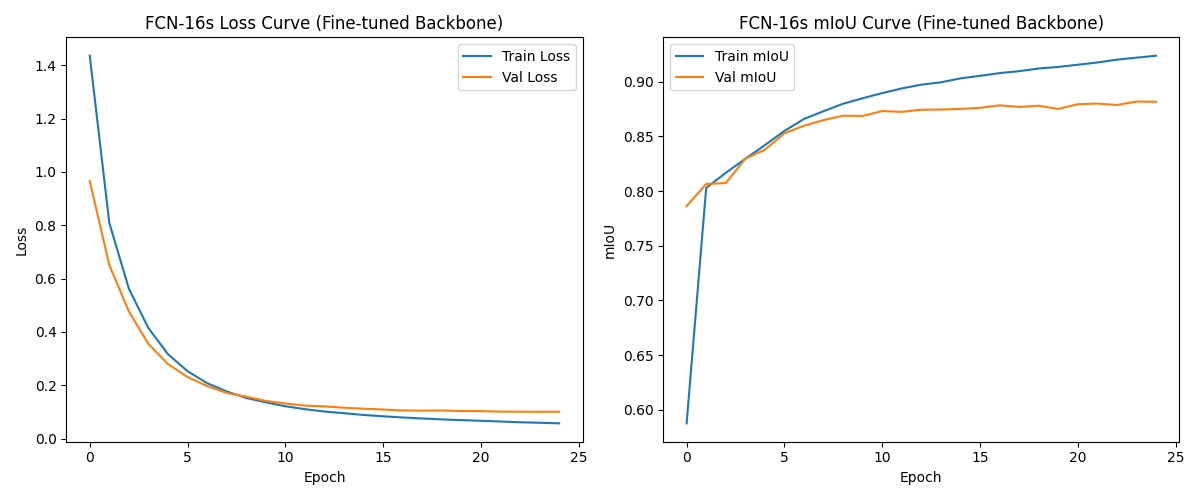 FCN-16s Loss Curve (Fine-tuned Backbone)
Train Loss
Val Loss
Loss
1.4
1.2
1.0
0.8
0.6
0.4
0.2
0.0
0 5 10 15 20 25
Epoch
FCN-16s mIoU Curve (Fine-tuned Backbone)
Train mIoU
Val mIoU
mIoU
0.90
0.85
0.80
0.75
0.70
0.65
0.60
0 5 10 15 20 25
Epoch